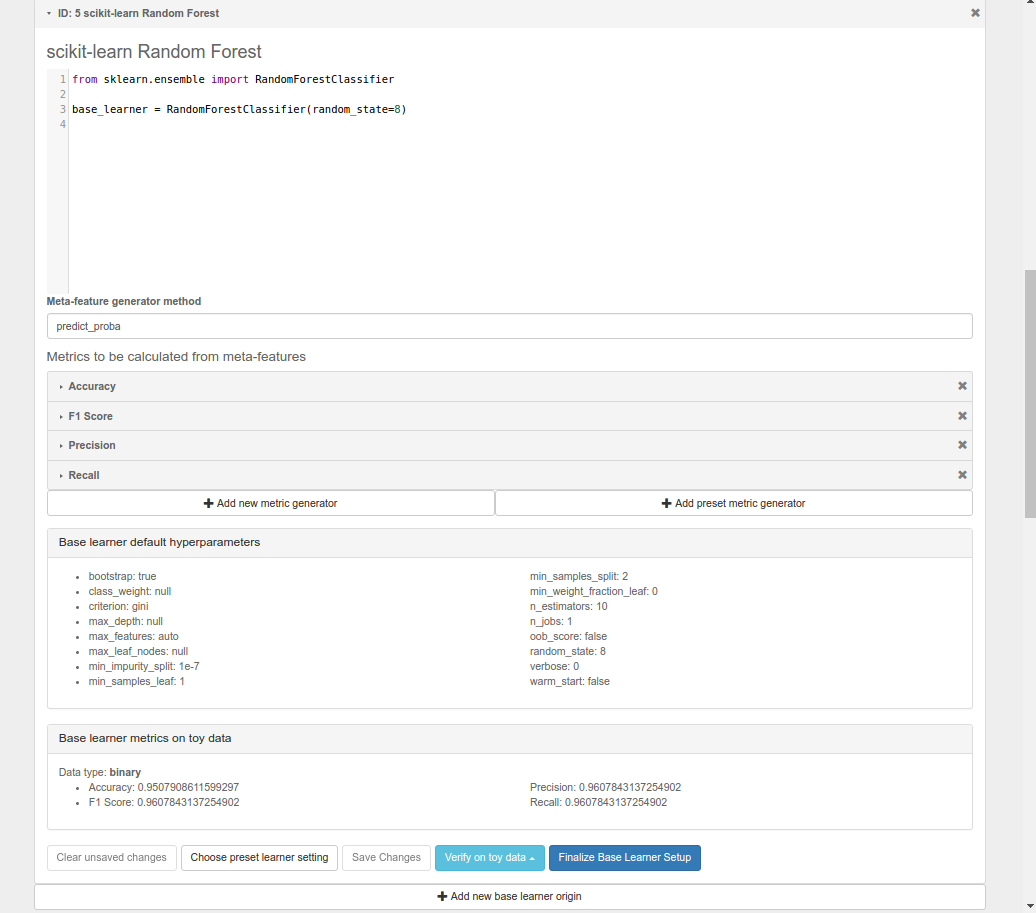 ID: 5 scikit-learn Random Forest
scikit-learn Random Forest
1 from sklearn.ensemble import RandomForestClassifier
2
3 base_learner = RandomForestClassifier(random_state=8)
4
Meta-feature generator method
predict_proba
Metrics to be calculated from meta-features
Accuracy
F1 Score
Precision
Recall
Add new metric generator
Add preset metric generator
Base learner default hyperparameters
bootstrap: true
class_weight: null
criterion: gini
max_depth: null
max_features: auto
max_leaf_nodes: null
min_impurity_split: 1e-7
min_samples_leaf: 1
min_samples_split: 2
min_weight_fraction_leaf: 0
n_estimators: 10
n_jobs: 1
oob_score: false
random_state: 8
verbose: 0
warm_start: false
Base learner metrics on toy data
Data type: binary
Accuracy: 0.9507908611599297
F1 Score: 0.9607843137254902
Precision: 0.9607843137254902
Recall: 0.9607843137254902
Clear unsaved changes
Choose preset learner setting
Save Changes
Verify on toy data
Finalize Base Learner Setup
Add new base learner origin